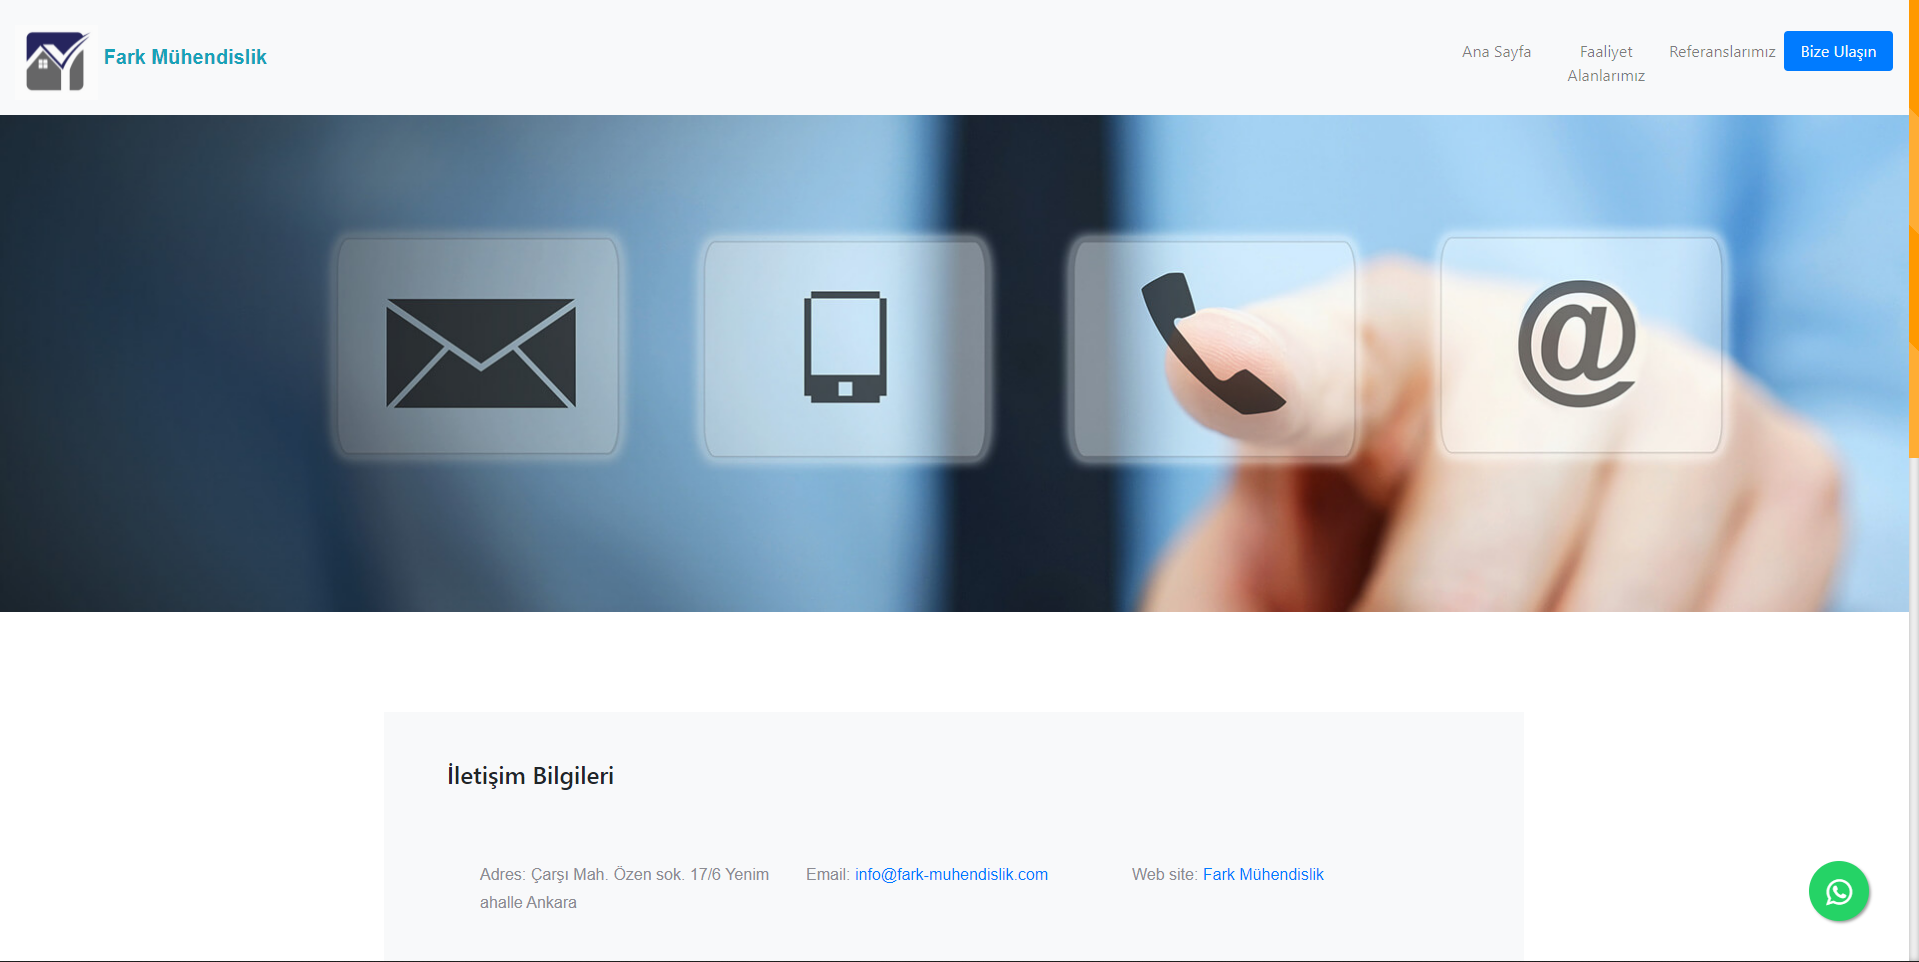 Fark Mühendislik
Ana Sayfa
Faaliyet
Alanlarımız
Referanslarımız
Bize Ulaşın
@
İletişim Bilgileri
Adres: Çarşı Mah. Özen sok. 17/6 Yenim
ahalle Ankara
Email: info@fark-muhendislik.com
Web site: Fark Mühendislik